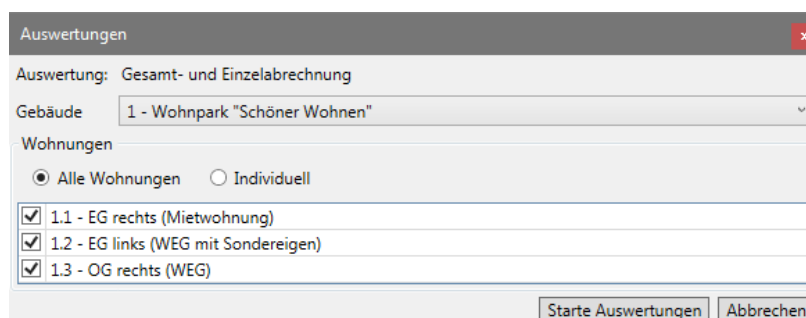 Auswertungen
Auswertung: Gesamt- und Einzelabrechnung
Gebäude 1 - Wohnpark "Schöner Wohnen"
Wohnungen
Alle Wohnungen Individuell
1.1 - EG rechts (Mietwohnung)
1.2 - EG links (WEG mit Sondereigen)
1.3 - OG rechts (WEG)
Starte Auswertungen Abbrechen